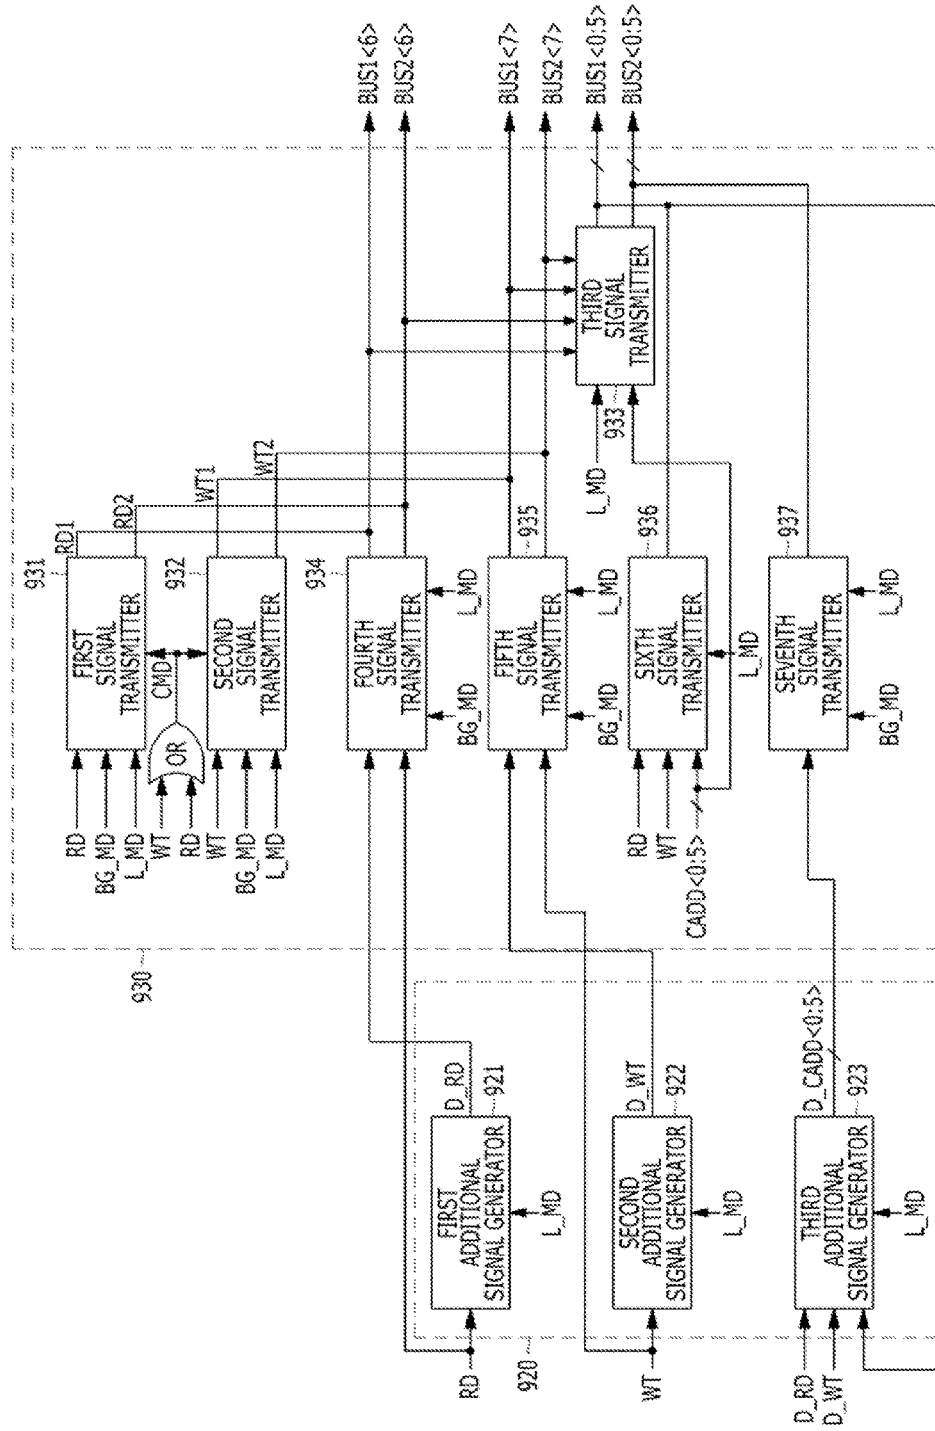 BUS1<6>
BUS2<6>
BUS1<7>
BUS2<7>
BUS1<0:5>
BUS2<0:5>
930
931
FIRST
SIGNAL
TRANSMITTER
RD
BG_MD
L_MD
RD1
RD2
CMD
OR
WT
RD
932
SECOND
SIGNAL
TRANSMITTER
WT
BG_MD
L_MD
WT1
WT2
934
FOURTH
SIGNAL
TRANSMITTER
BG_MD
L_MD
935
FIFTH
SIGNAL
TRANSMITTER
BG_MD
L_MD
THIRD
SIGNAL
TRANSMITTER
933
L_MD
936
SIXTH
SIGNAL
TRANSMITTER
RD
WT
CADD<0:5>
L_MD
937
SEVENTH
SIGNAL
TRANSMITTER
BG_MD
L_MD
920
RD
FIRST
ADDITIONAL
SIGNAL GENERATOR
921
D_RD
L_MD
WT
SECOND
ADDITIONAL
SIGNAL GENERATOR
922
D_WT
L_MD
D_RD
D_WT
THIRD
ADDITIONAL
SIGNAL GENERATOR
923
D_CADD<0:5>
L_MD